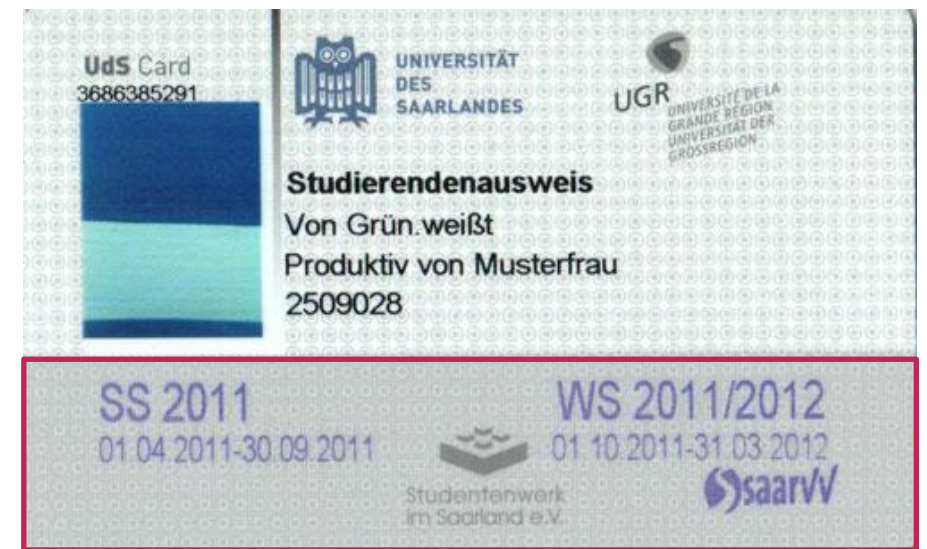 UdS Card
3686385291
UNIVERSITÄT
DES
SAARLANDES
UGR
UNIVERSITÉ DE LA
GRANDE RÉGION
UNIVERSITÄT DER
GROSSREGION
Studierendenausweis
Von Grün.weißt
Produktiv von Musterfrau
2509028
SS 2011
01.04.2011-30.09.2011
WS 2011/2012
01.10.2011-31.03.2012
Studentenwerk
im Saarland e.V.
saarVV